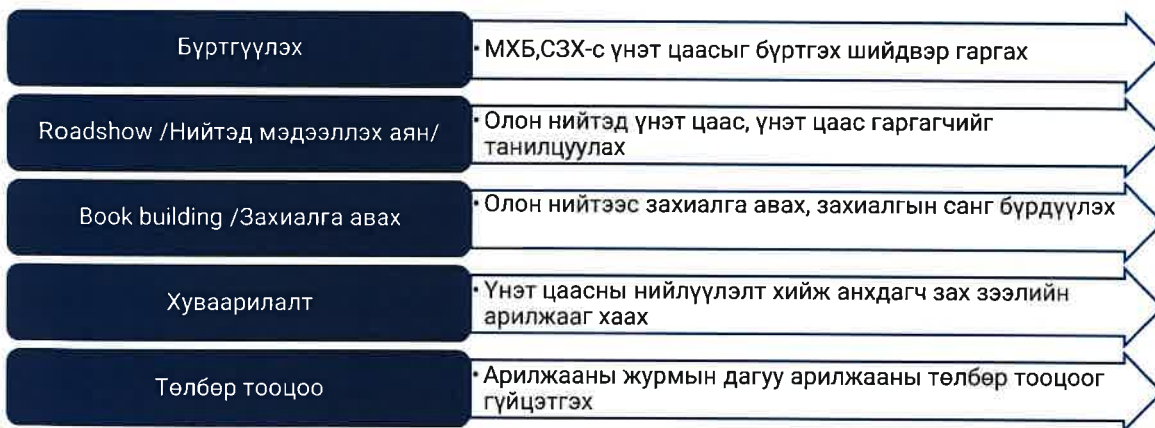 Бүртгүүлэх
• МХБ,СЗХ-с үнэт цаасыг бүртгэх шийдвэр гаргах
Roadshow /Нийтэд мэдээллэх аян/
• Олон нийтэд үнэт цаас, үнэт цаас гаргагчийг
танилцуулах
Book building /Захиалга авах
• Олон нийтээс захиалга авах, захиалгын санг бүрдүүлэх
Хуваарилалт
• Үнэт цаасны нийлүүлэлт хийж анхдагч зах зээлийн
арилжааг хаах
Төлбөр тооцоо
• Арилжааны журмын дагуу арилжааны төлбөр тооцоог
гүйцэтгэх